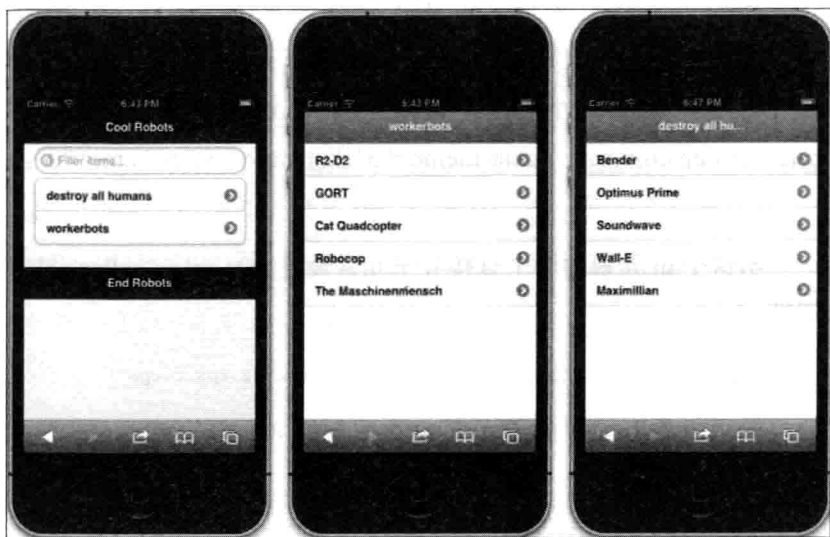 Carrier 6:43 PM
Cool Robots
Filter items...
destroy all humans
workerbots
End Robots
Carrier 6:43 PM
workerbots
R2-D2
GORT
Cat Quadcopter
Robocop
The Maschinenmensch
Carrier 6:47 PM
destroy all hu...
Bender
Optimus Prime
Soundwave
Wall-E
Maximillian